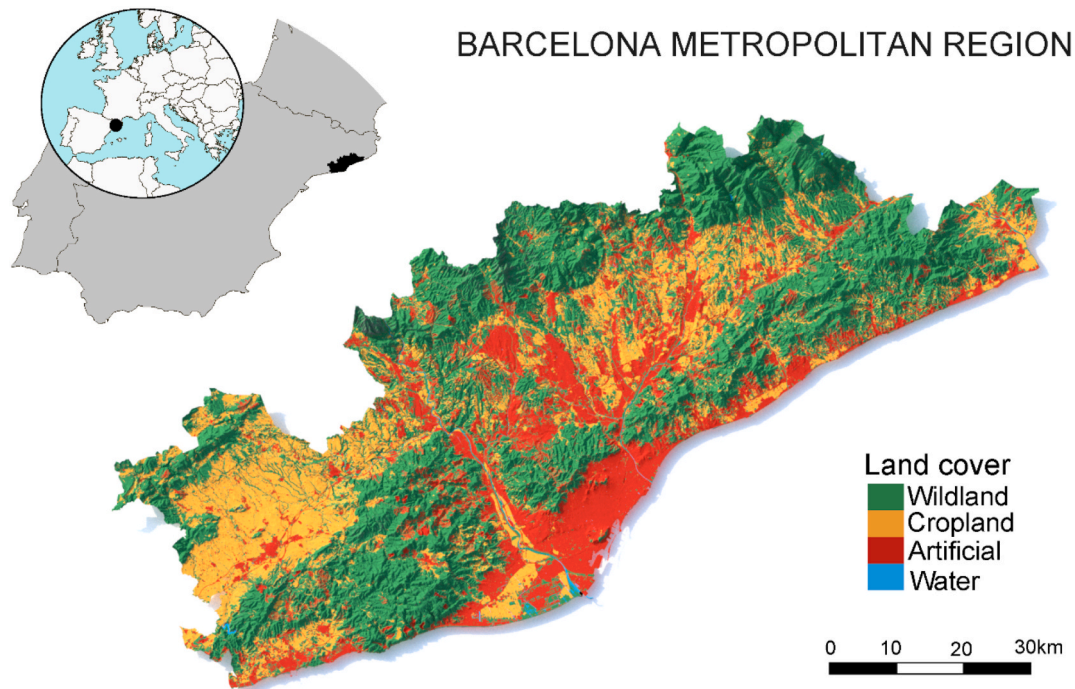 BARCELONA METROPOLITAN REGION
Land cover
Wildland
Cropland
Artificial
Water
0 10 20 30km